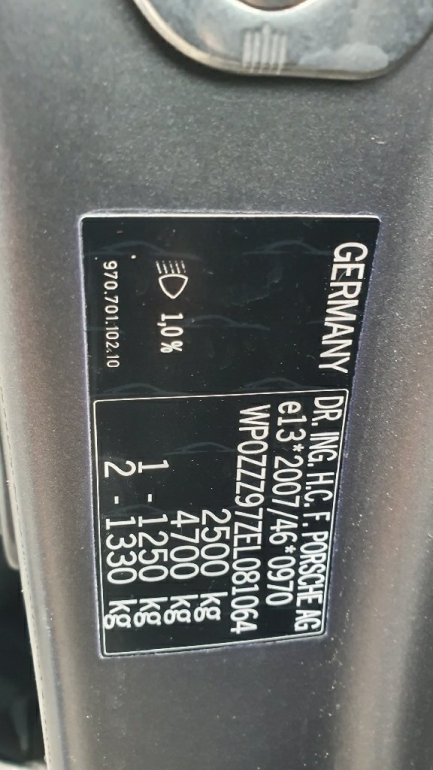 GERMANY
1,0%
970.701.102.10
DR. ING. H.C. F. PORSCHE AG
e13*2007/46*0970
WP0ZZZ97ZEL081064
2500 kg
4700 kg
1 - 1250 kg
2 - 1330 kg